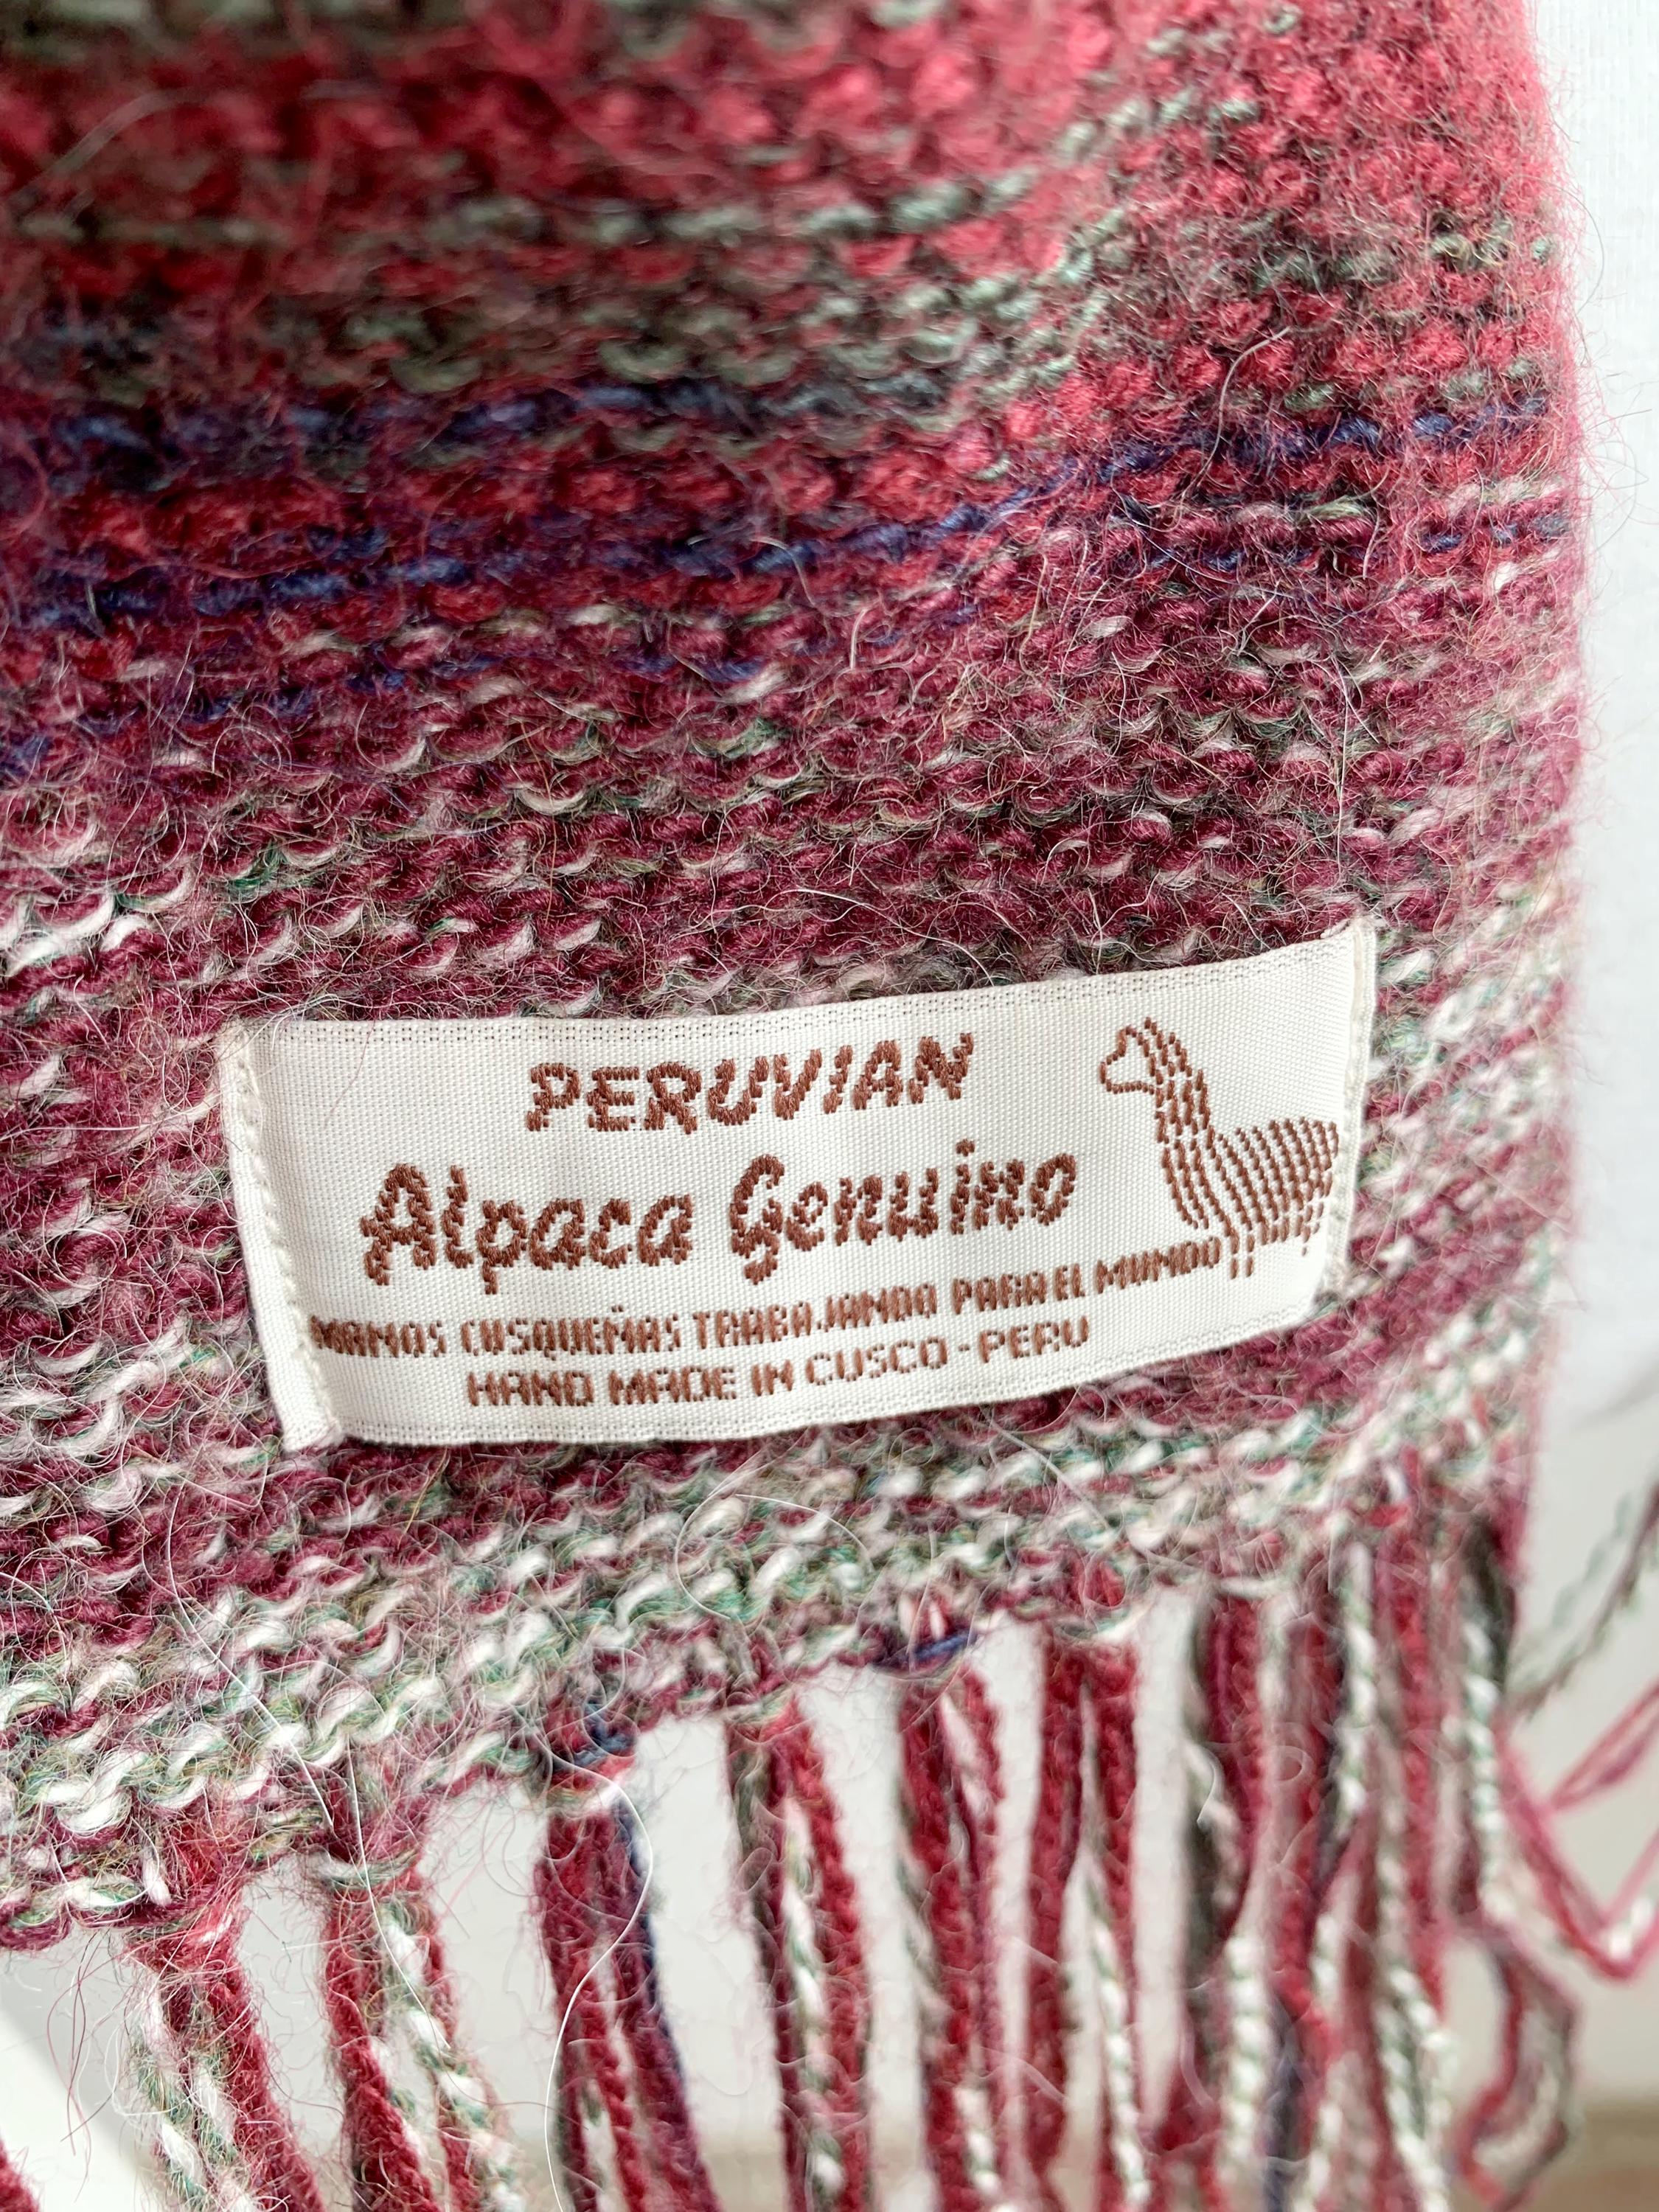 PERUVIAN
Alpaca Genuino
MANOS CUSQUEÑAS TRABAJANDO PARA EL MUNDO
HAND MADE IN CUSCO - PERU